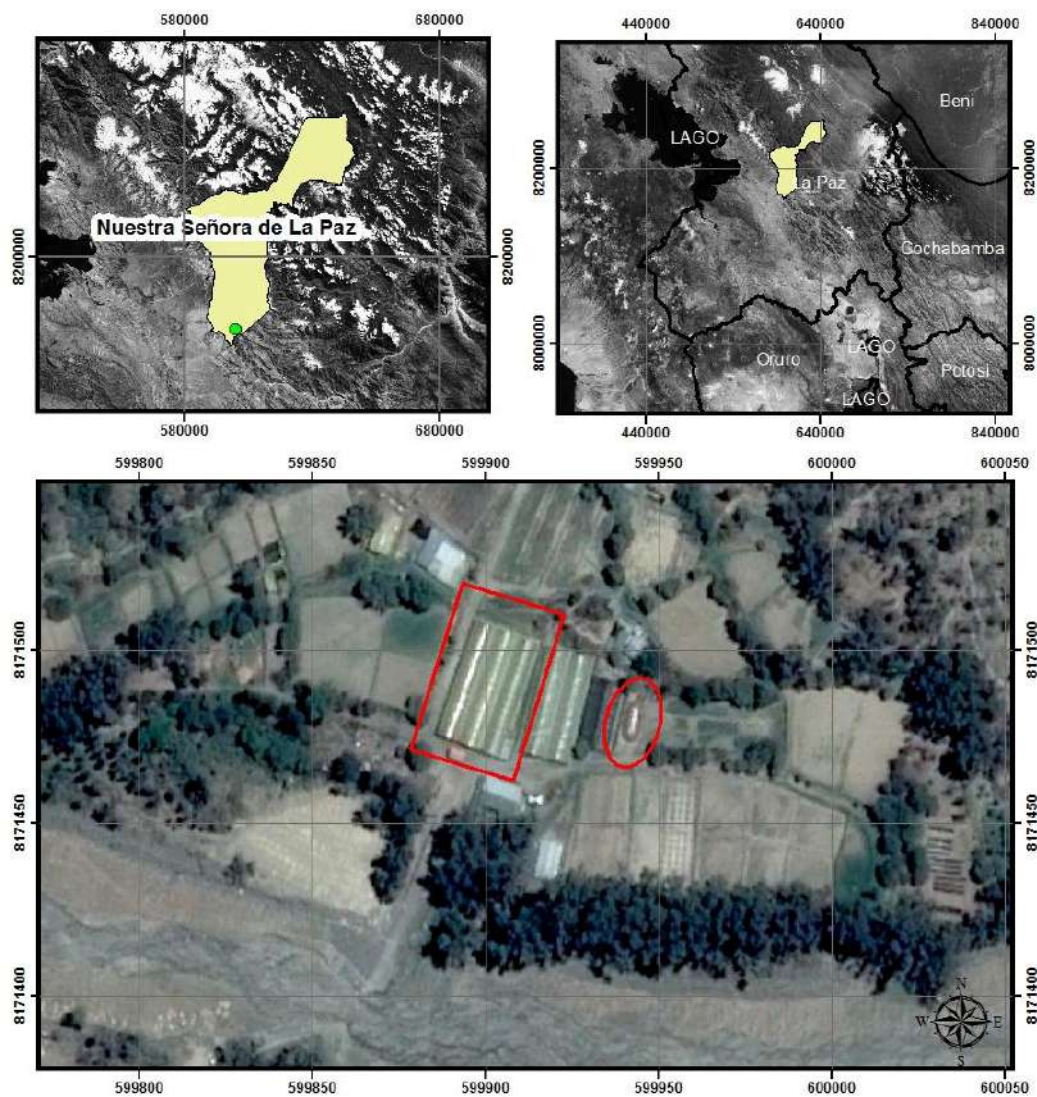 580000 680000
8200000
Nuestra Señora de La Paz
8200000
580000 680000
440000 640000 840000
Beni
LAGO
8200000
La Paz
8200000
Cochabamba
8000000
Oruro
LAGO
8000000
Potosí
LAGO
440000 640000 840000
599800 599850 599900 599950 600000 600050
8171500
8171500
8171450
8171450
8171400
8171400
N
W E
S
599800 599850 599900 599950 600000 600050